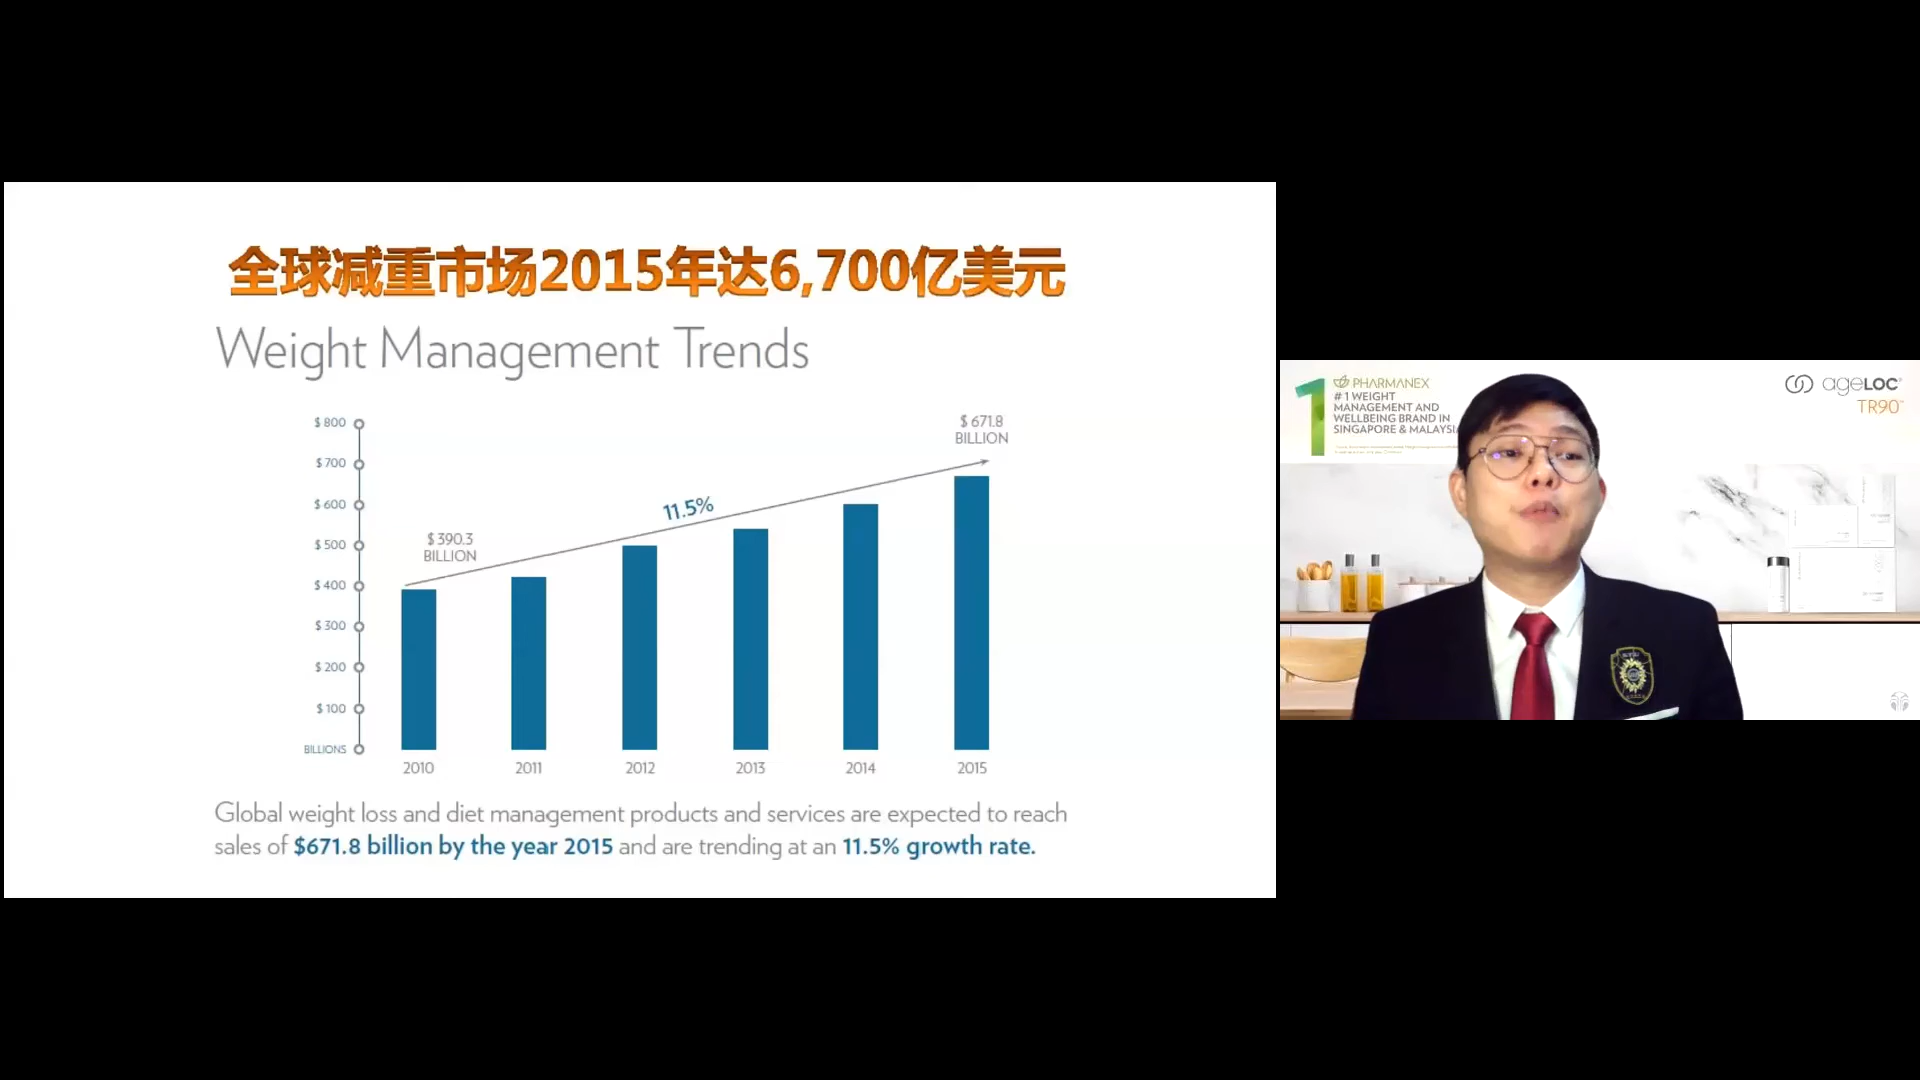 全球减重市场2015年达6,700亿美元
Weight Management Trends
$ 800
$ 700
$ 600
$ 500
$ 400
$ 300
$ 200
$ 100
BILLIONS
$ 390.3
BILLION
11.5%
$ 671.8
BILLION
2010
2011
2012
2013
2014
2015
Global weight loss and diet management products and services are expected to reach
sales of $671.8 billion by the year 2015 and are trending at an 11.5% growth rate.
1
PHARMANEX
#1 WEIGHT
MANAGEMENT AND
WELLBEING BRAND IN
SINGAPORE & MALAYSI
ageLOC®
TR90™